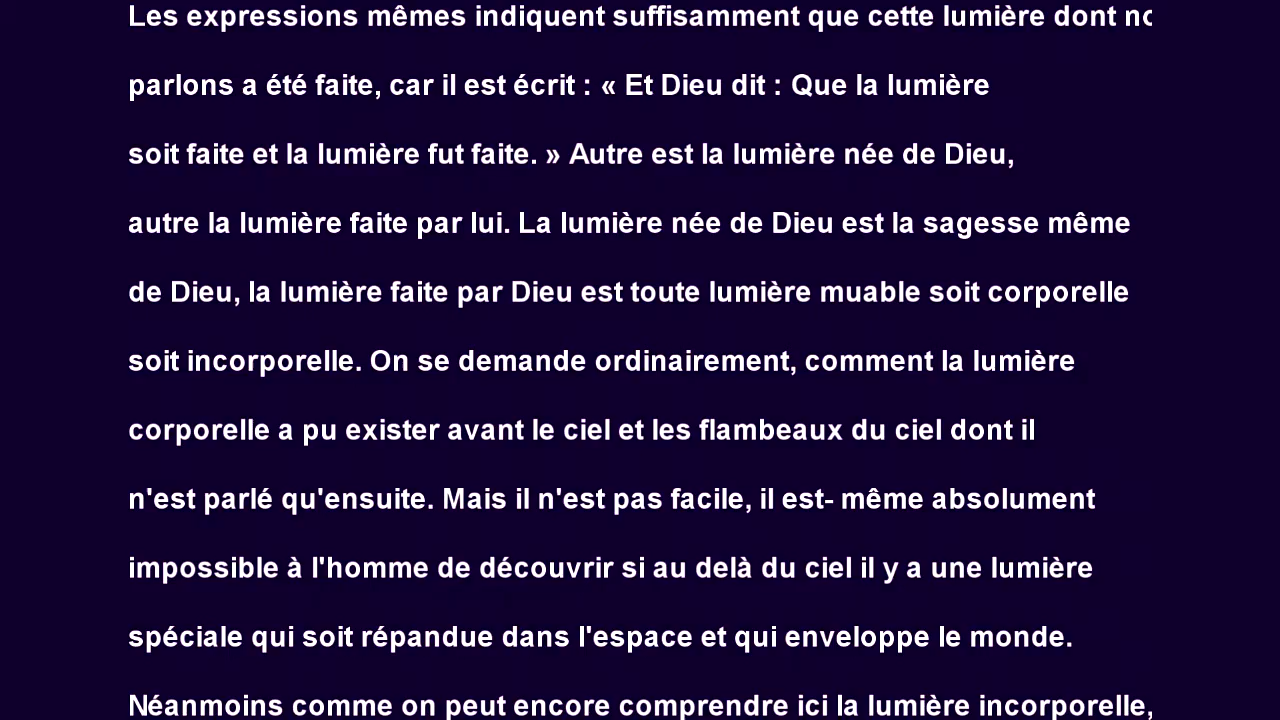 Les expressions mêmes indiquent suffisamment que cette lumière dont
parlons a été faite, car il est écrit : « Et Dieu dit : Que la lumière
soit faite et la lumière fut faite. » Autre est la lumière née de Dieu,
autre la lumière faite par lui. La lumière née de Dieu est la sagesse même
de Dieu, la lumière faite par Dieu est toute lumière muable soit corporelle
soit incorporelle. On se demande ordinairement, comment la lumière
corporelle a pu exister avant le ciel et les flambeaux du ciel dont il
n'est parlé qu'ensuite. Mais il n'est pas facile, il est- même absolument
impossible à l'homme de découvrir si au delà du ciel il y a une lumière
spéciale qui soit répandue dans l'espace et qui enveloppe le monde.
Néanmoins comme on peut encore comprendre ici la lumière incorporelle,